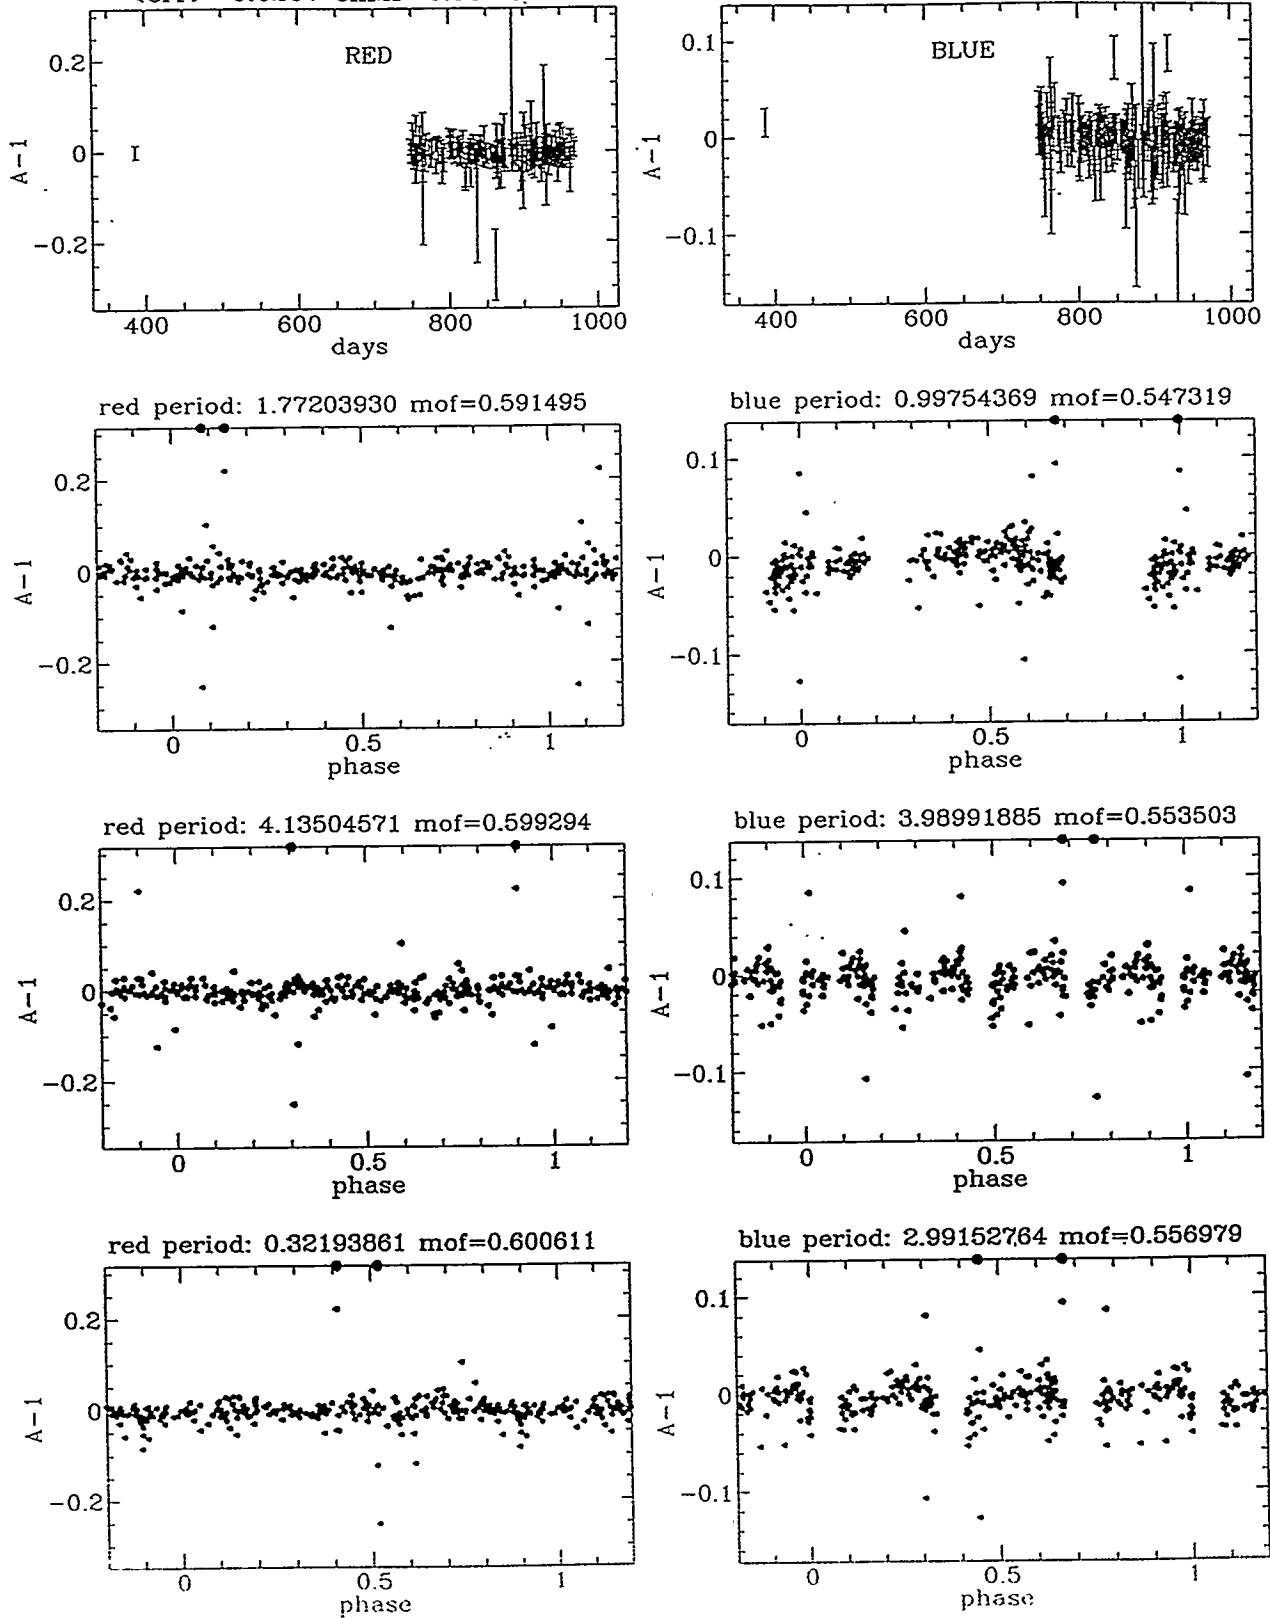 RED
BLUE
0.2
0
−0.2
A−1
400
600
800
1000
days
0.1
0
−0.1
A−1
400
600
800
1000
days
red period: 1.77203930 mof=0.591495
blue period: 0.99754369 mof=0.547319
0.2
0
−0.2
A−1
0
0.5
1
phase
0.1
0
−0.1
A−1
0
0.5
1
phase
red period: 4.13504571 mof=0.599294
blue period: 3.98991885 mof=0.553503
0.2
0
−0.2
A−1
0
0.5
1
phase
0.1
0
−0.1
A−1
0
0.5
1
phase
red period: 0.32193861 mof=0.600611
blue period: 2.99152764 mof=0.556979
0.2
0
−0.2
A−1
0
0.5
1
phase
0.1
0
−0.1
A−1
0
0.5
1
phase